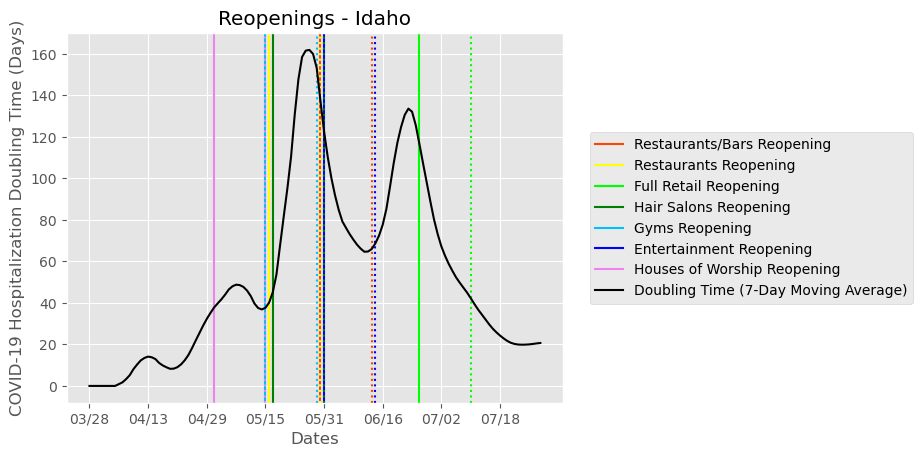 Reopenings - Idaho
COVID-19 Hospitalization Doubling Time (Days)
160
140
120
100
80
60
40
20
0
03/28 04/13 04/29 05/15 05/31 06/16 07/02 07/18
Dates
Restaurants/Bars Reopening
Restaurants Reopening
Full Retail Reopening
Hair Salons Reopening
Gyms Reopening
Entertainment Reopening
Houses of Worship Reopening
Doubling Time (7-Day Moving Average)